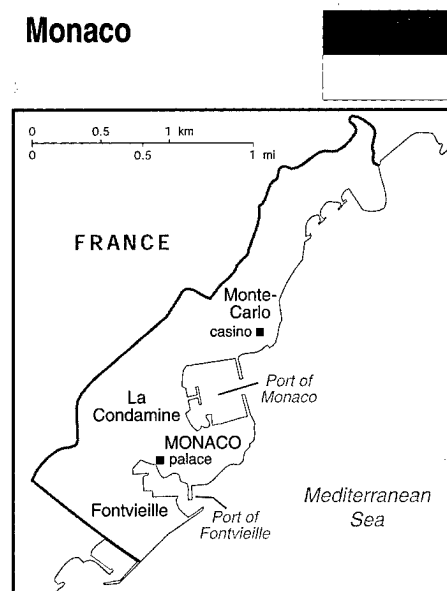 Monaco
0 0.5 1 km
0 0.5 1 mi
FRANCE
Monte-
Carlo
casino
Port of
Monaco
La
Condamine
MONACO
palace
Fontvieille
Port of
Fontvieille
Mediterranean
Sea